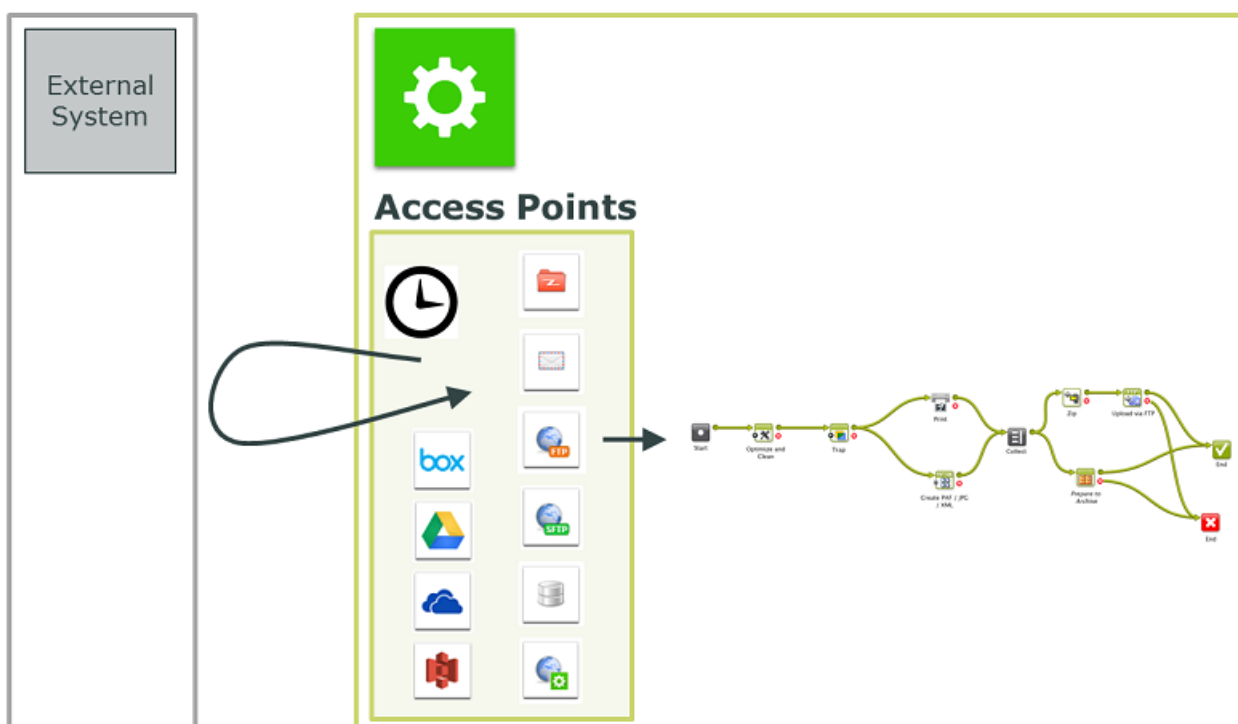 External
System
Access Points
box
FTP
SFTP
Start
Optimize and
Clean
Trap
Print
Create PAF / JPG
/ XML
Collect
Zip
Upload via FTP
Prepare to
Archive
End
End